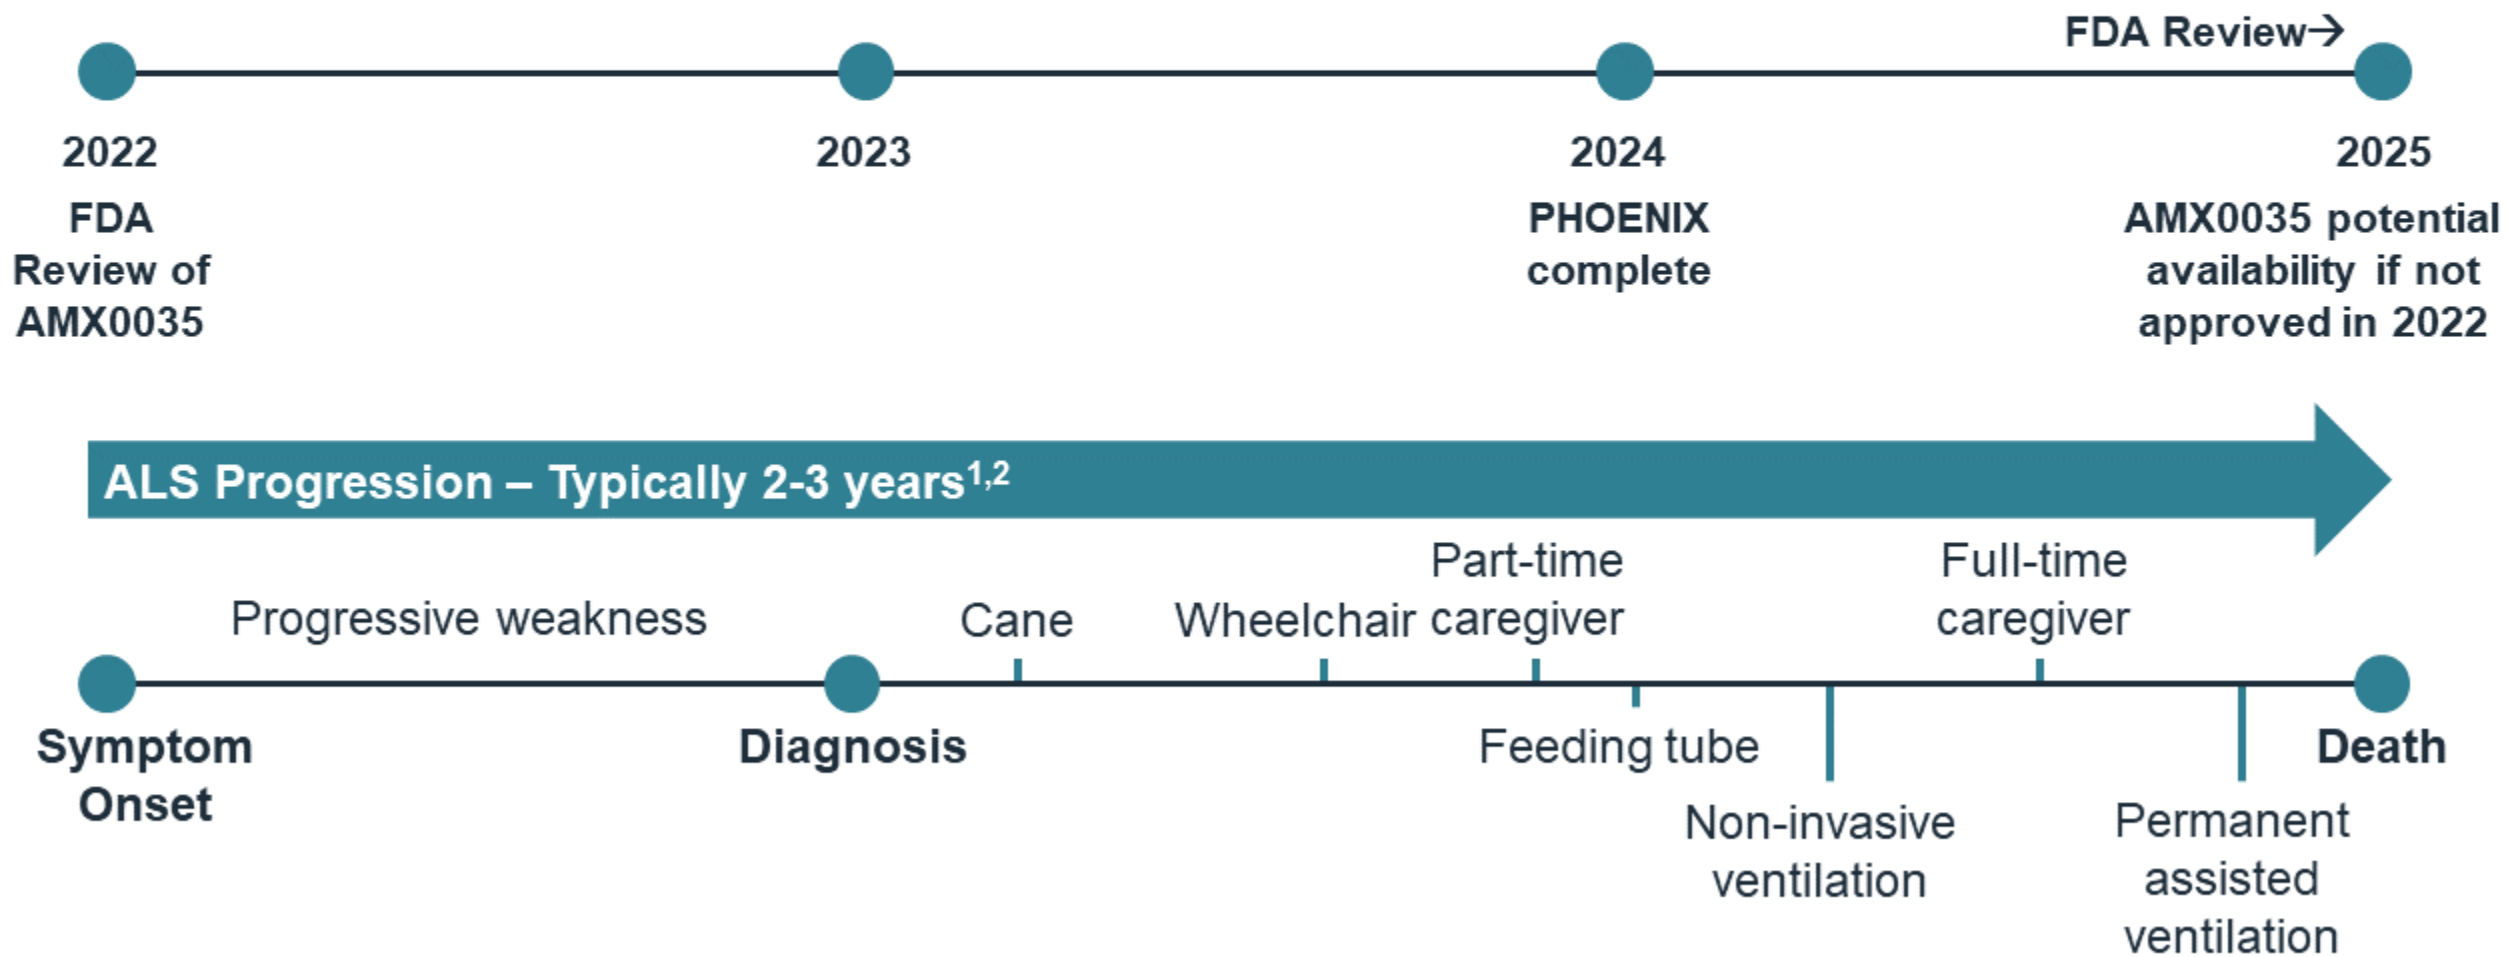 FDA Review→
2022
2023
2024
2025
FDA
Review of
AMX0035
PHOENIX
complete
AMX0035 potential
availability if not
approved in 2022
ALS Progression – Typically 2-3 years1,2
Progressive weakness
Cane
Wheelchair
Part-time
caregiver
Full-time
caregiver
Symptom
Onset
Diagnosis
Feeding tube
Non-invasive
ventilation
Permanent
assisted
ventilation
Death